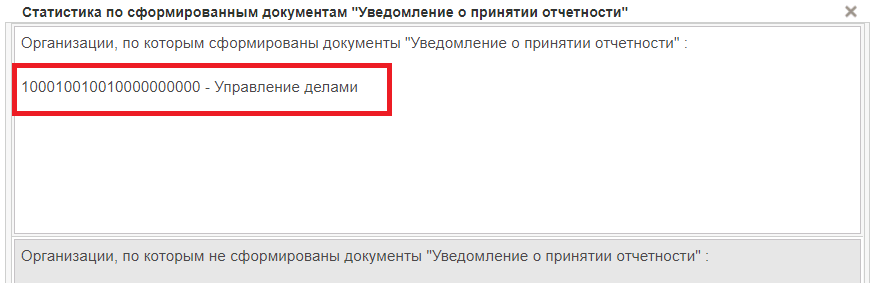 Статистика по сформированным документам "Уведомление о принятии отчетности"
Организации, по которым сформированы документы "Уведомление о принятии отчетности" :
100010010010000000000 - Управление делами
Организации, по которым не сформированы документы "Уведомление о принятии отчетности" :